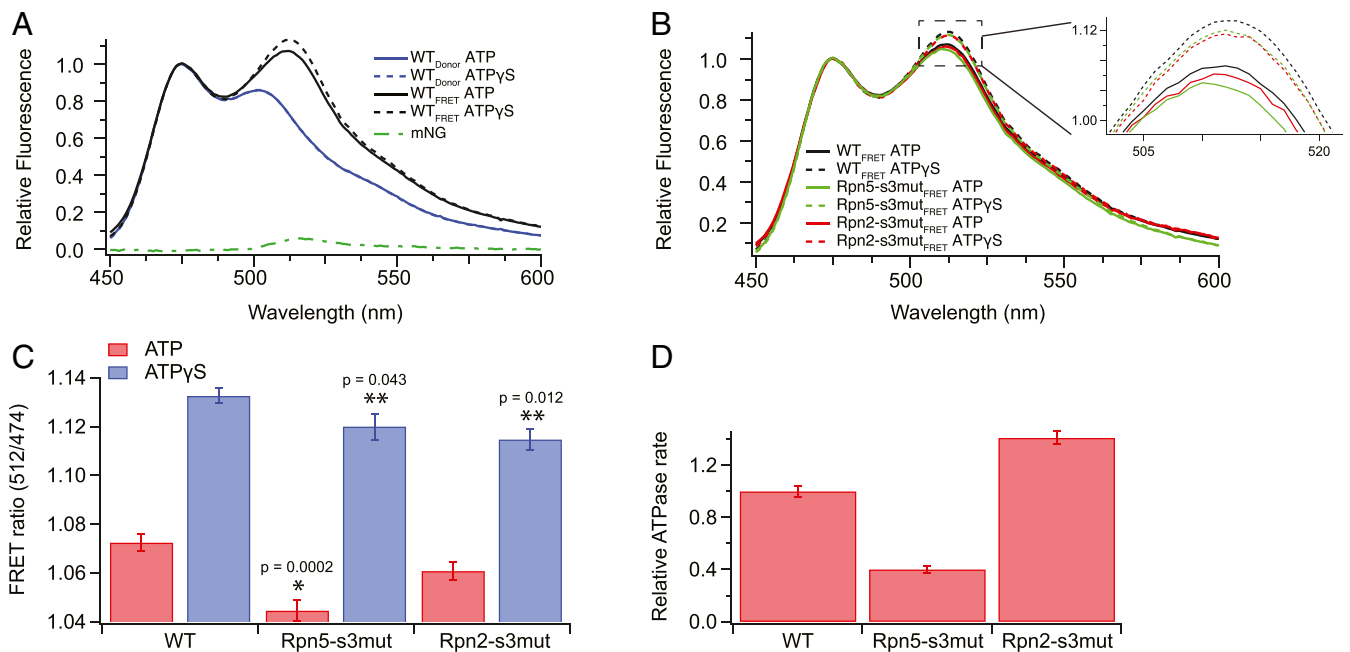 A
Relative Fluorescence
1.0
0.8
0.6
0.4
0.2
0.0
450
500
550
600
Wavelength (nm)
WTDonor ATP
WTDonor ATPγS
WTFRET ATP
WTFRET ATPγS
mNG
B
Relative Fluorescence
1.0
0.8
0.6
0.4
0.2
450
500
550
600
Wavelength (nm)
WTFRET ATP
WTFRET ATPγS
Rpn5-s3mutFRET ATP
Rpn5-s3mutFRET ATPγS
Rpn2-s3mutFRET ATP
Rpn2-s3mutFRET ATPγS
1.12
1.00
505
520
C
ATP
ATPγS
FRET ratio (512/474)
1.14
1.12
1.10
1.08
1.06
1.04
p = 0.043
**
p = 0.012
**
p = 0.0002
*
WT
Rpn5-s3mut
Rpn2-s3mut
D
Relative ATPase rate
1.2
0.8
0.4
0.0
WT
Rpn5-s3mut
Rpn2-s3mut